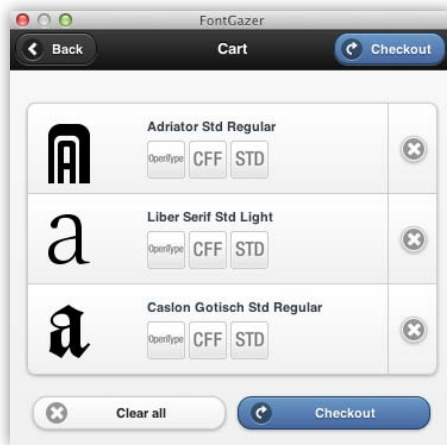 FontGazer
Back Cart Checkout
Adriator Std Regular
A OpenType CFF STD
Liber Serif Std Light
a OpenType CFF STD
Caslon Gotisch Std Regular
a OpenType CFF STD
Clear all Checkout